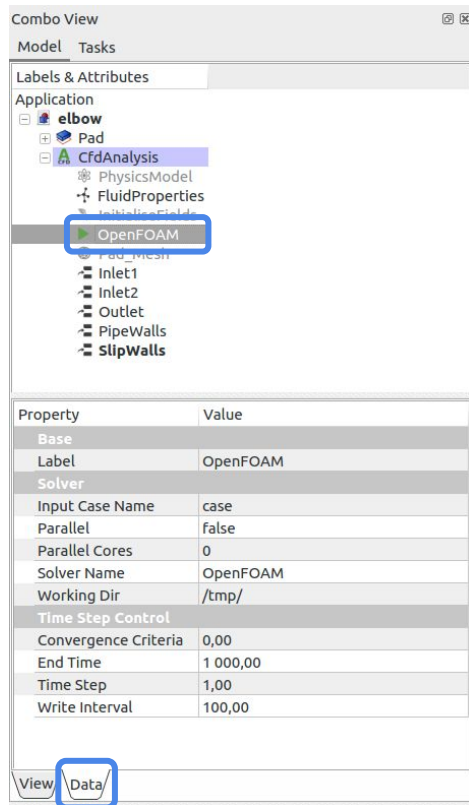 Combo View
Model Tasks
Labels & Attributes
Application
elbow
Pad
CfdAnalysis
PhysicsModel
FluidProperties
InitialiseFields
OpenFOAM
Pad_Mesh
Inlet1
Inlet2
Outlet
PipeWalls
SlipWalls
Property Value
Base
Label OpenFOAM
Solver
Input Case Name case
Parallel false
Parallel Cores 0
Solver Name OpenFOAM
Working Dir /tmp/
Time Step Control
Convergence Criteria 0,00
End Time 1 000,00
Time Step 1,00
Write Interval 100,00
View Data